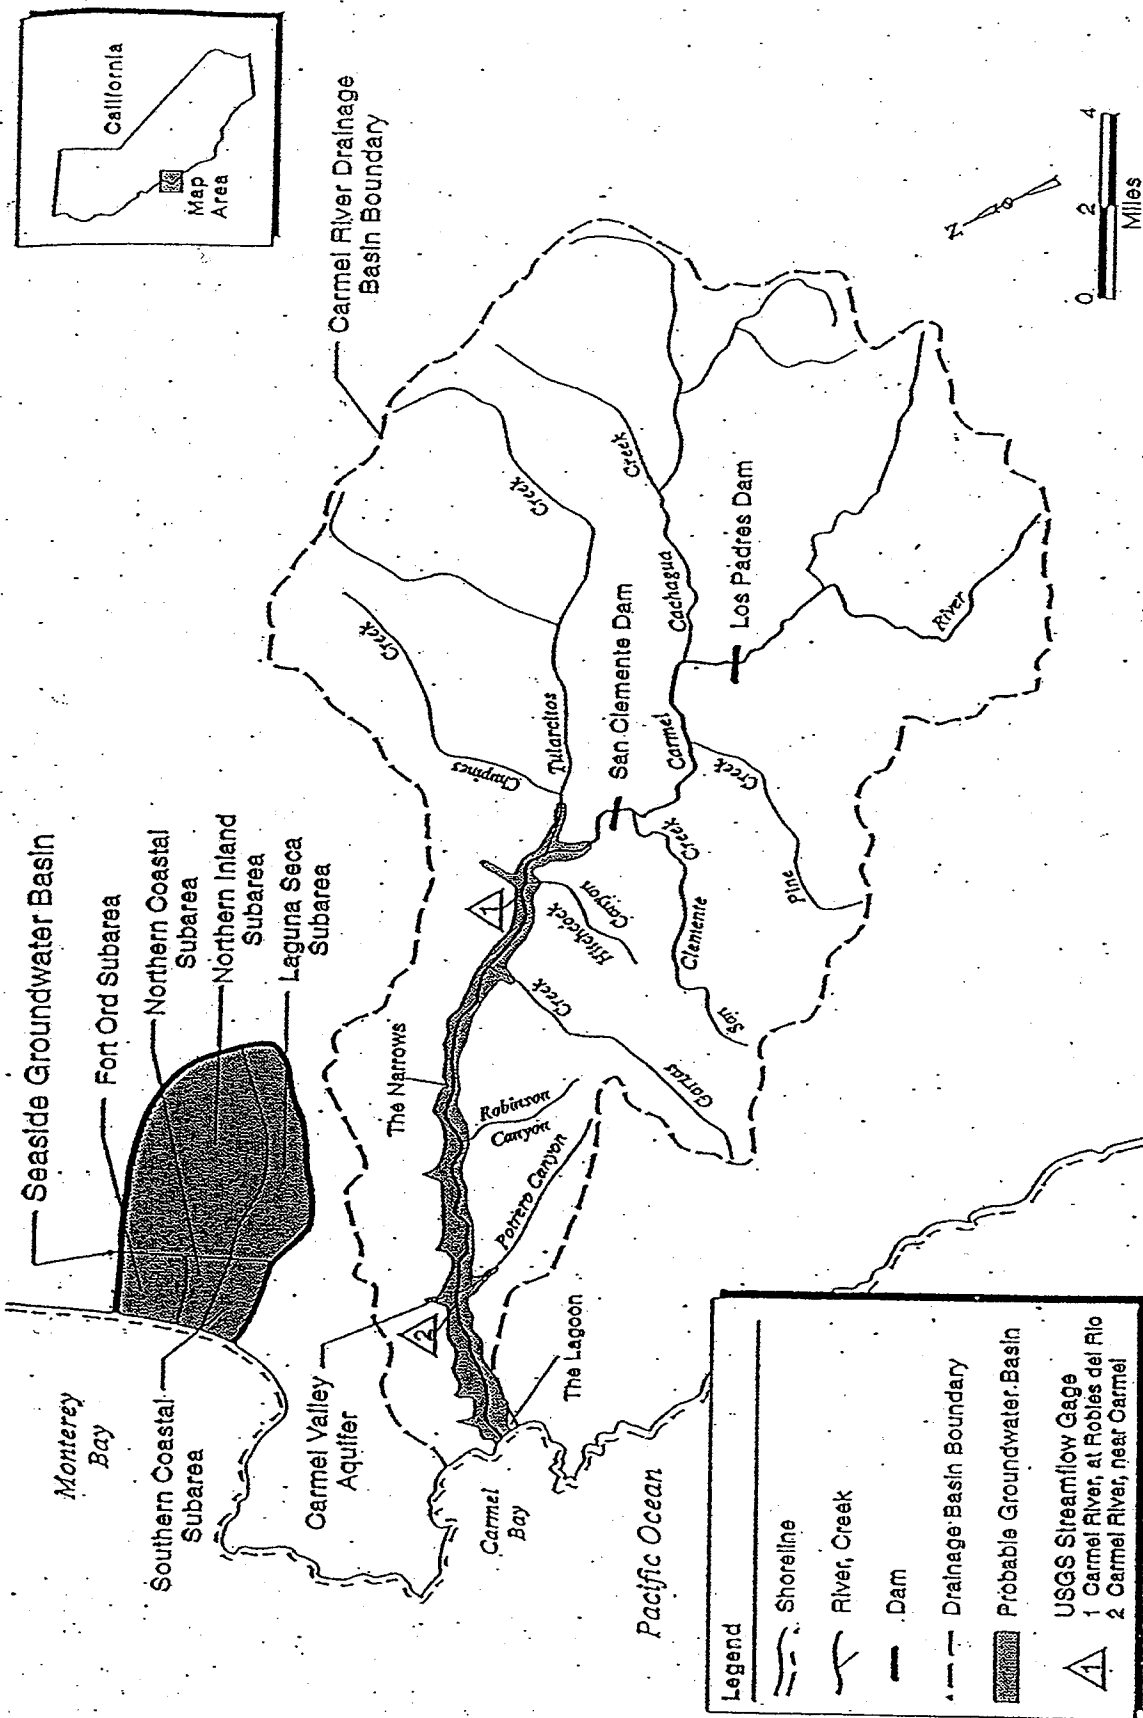 California
Map
Area
Carmel River Drainage
Basin Boundary
Seaside Groundwater Basin
Fort Ord Subarea
Northern Coastal
Subarea
Northern Inland
Subarea
Laguna Seca
Subarea
Monterey
Bay
Southern Coastal
Subarea
Carmel Valley
Aquifer
2
The Narrows
1
Chupines
Creek
Tularcitos
Creek
San Clemente Dam
Cachagua
Creek
Los Padres Dam
Carmel
River
Pine
Creek
San
Clemente
Creek
Hitchcock
Canyon
Garzas
Creek
Robinson
Canyon
Potrero Canyon
The Lagoon
Carmel
Bay
Pacific Ocean
N
0 2 4
Miles
Legend
Shoreline
River, Creek
Dam
Drainage Basin Boundary
Probable Groundwater Basin
1
USGS Streamflow Gage
1 Carmel River, at Robles del Rio
2 Carmel River, near Carmel